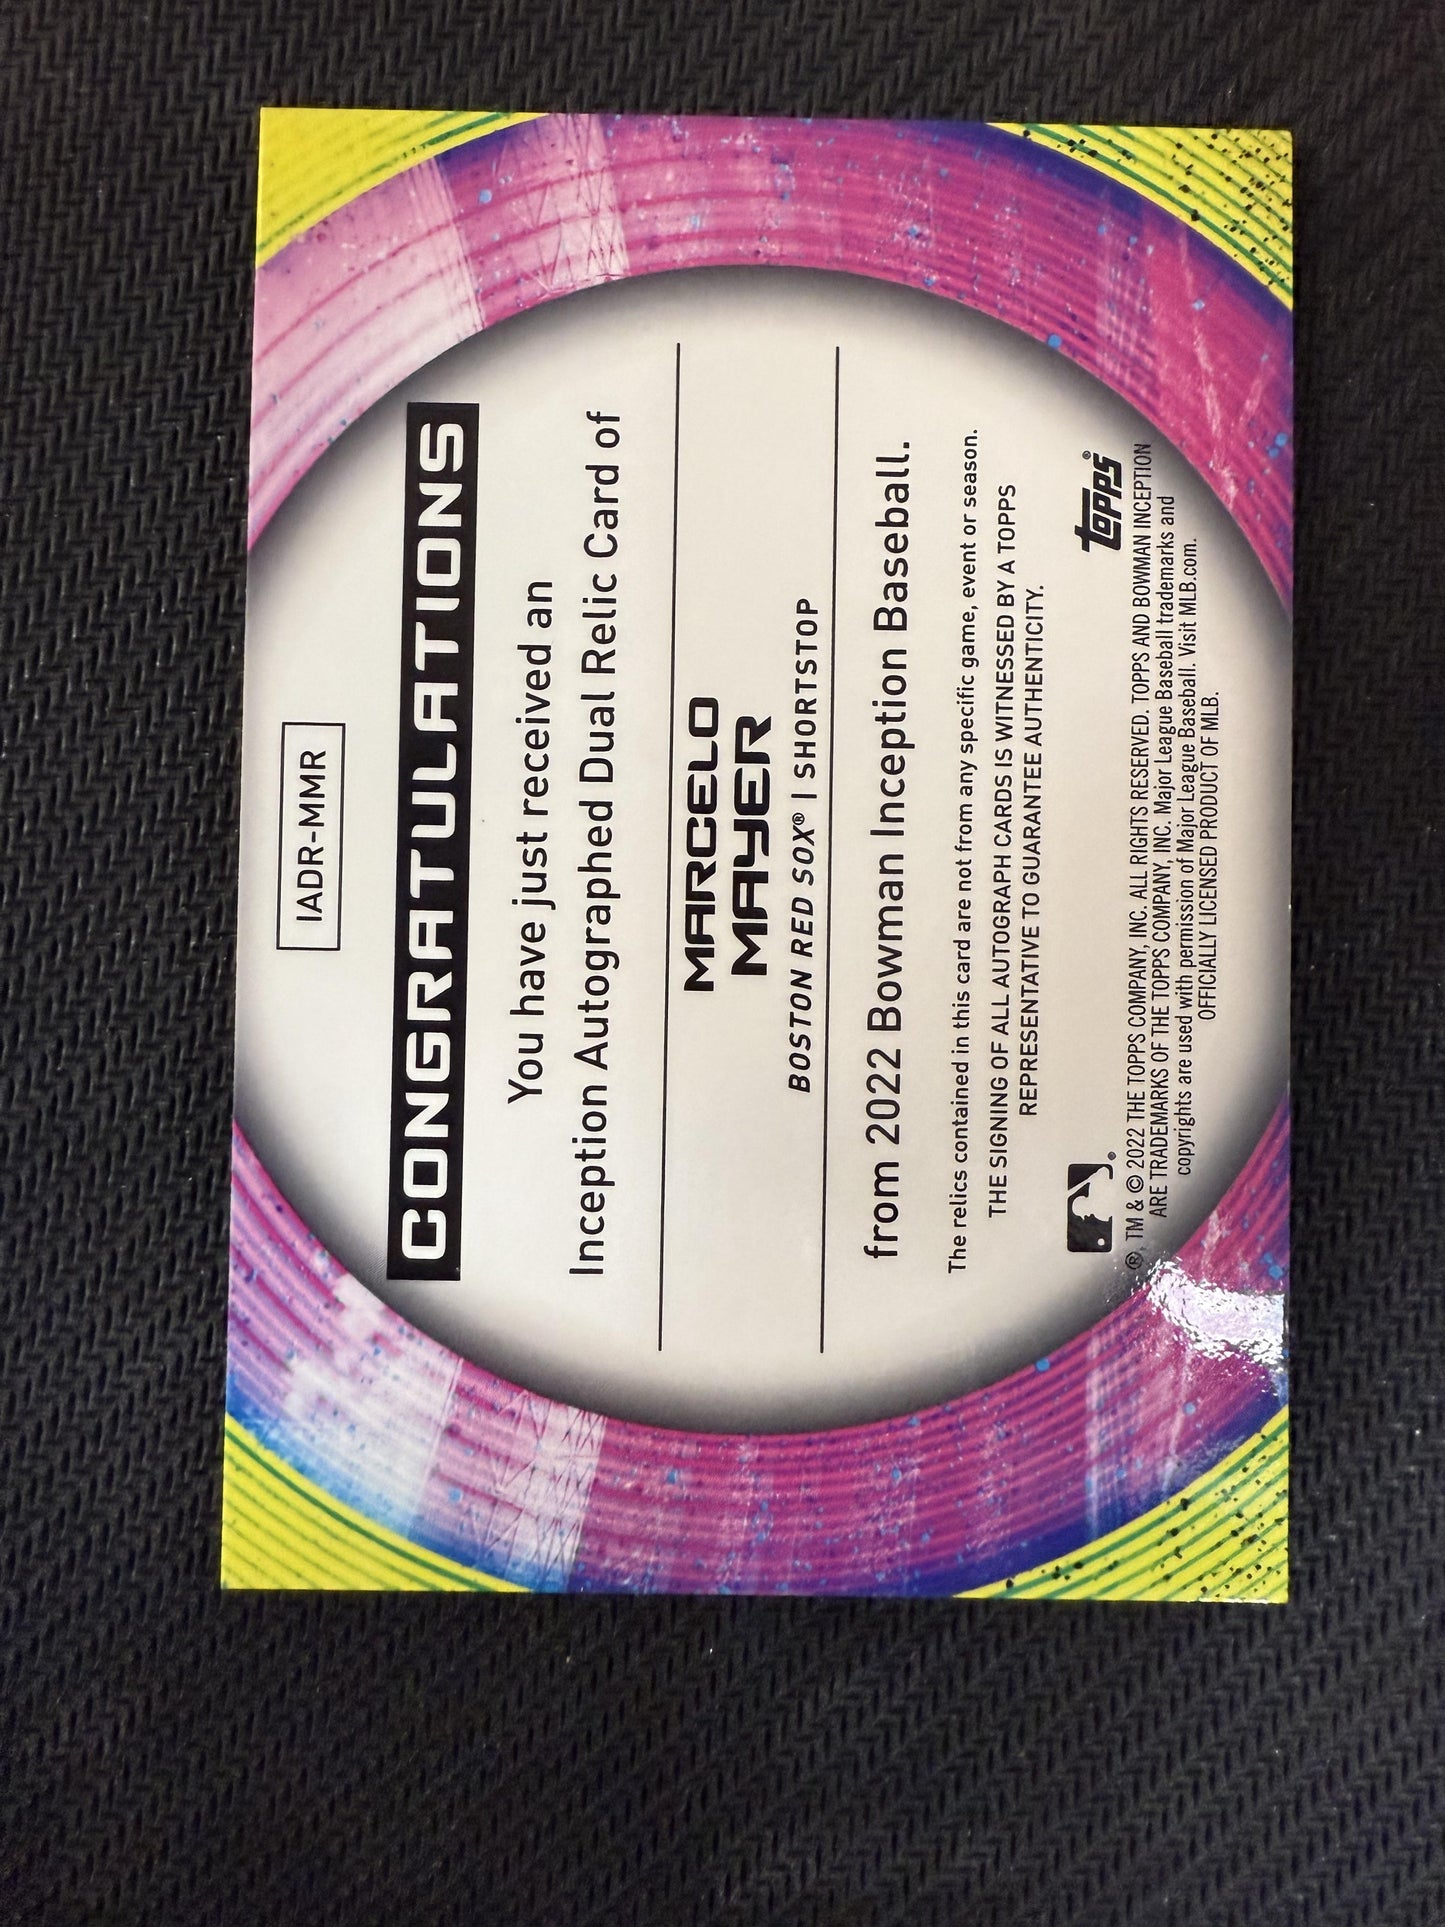 IADR-MMR
CONGRATULATIONS
You have just received an
Inception Autographed Dual Relic Card of
MARCELO
MAYER
BOSTON RED SOX® | SHORTSTOP
from 2022 Bowman Inception Baseball.
The relics contained in this card are not from any specific game, event or season.
THE SIGNING OF ALL AUTOGRAPH CARDS IS WITNESSED BY A TOPPS
REPRESENTATIVE TO GUARANTEE AUTHENTICITY.
®
topps®
®, TM & © 2022 THE TOPPS COMPANY, INC. ALL RIGHTS RESERVED. TOPPS AND BOWMAN INCEPTION
ARE TRADEMARKS OF THE TOPPS COMPANY, INC. Major League Baseball trademarks and
copyrights are used with permission of Major League Baseball. Visit MLB.com.
OFFICIALLY LICENSED PRODUCT OF MLB.